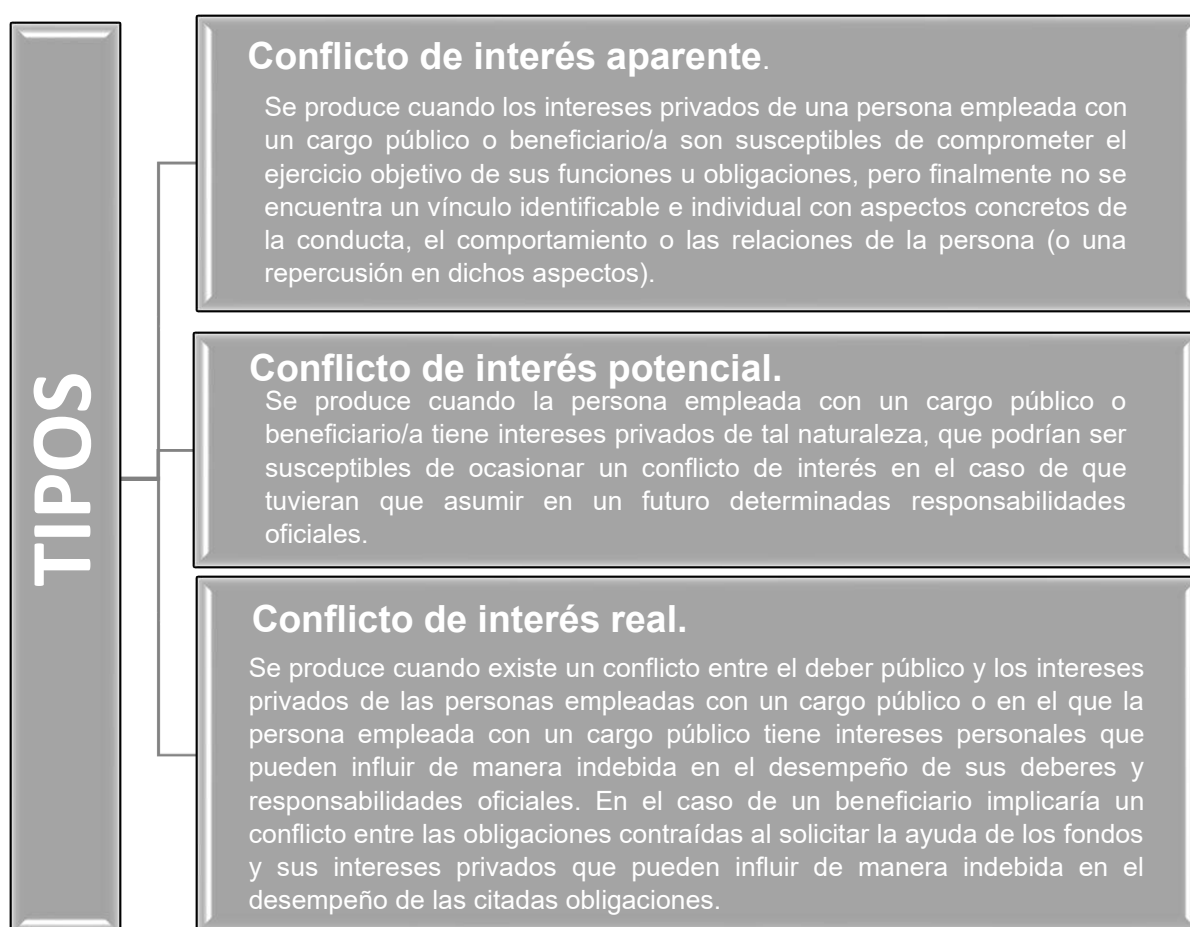 TIPOS
Conflicto de interés aparente.
Se produce cuando los intereses privados de una persona empleada con
un cargo público o beneficiario/a son susceptibles de comprometer el
ejercicio objetivo de sus funciones u obligaciones, pero finalmente no se
encuentra un vínculo identificable e individual con aspectos concretos de
la conducta, el comportamiento o las relaciones de la persona (o una
repercusión en dichos aspectos).
Conflicto de interés potencial.
Se produce cuando la persona empleada con un cargo público o
beneficiario/a tiene intereses privados de tal naturaleza, que podrían ser
susceptibles de ocasionar un conflicto de interés en el caso de que
tuvieran que asumir en un futuro determinadas responsabilidades
oficiales.
Conflicto de interés real.
Se produce cuando existe un conflicto entre el deber público y los intereses
privados de las personas empleadas con un cargo público o en el que la
persona empleada con un cargo público tiene intereses personales que
pueden influir de manera indebida en el desempeño de sus deberes y
responsabilidades oficiales. En el caso de un beneficiario implicaría un
conflicto entre las obligaciones contraídas al solicitar la ayuda de los fondos
y sus intereses privados que pueden influir de manera indebida en el
desempeño de las citadas obligaciones.